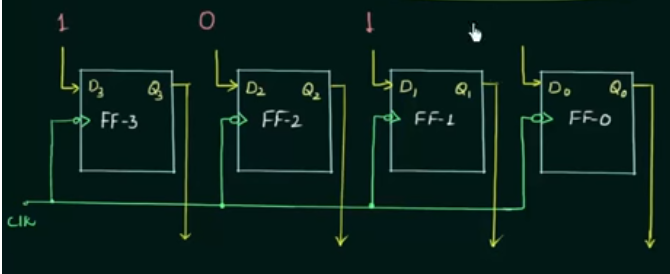 1 0 1
D₃ Q₃ D₂ Q₂ D₁ Q₁ D₀ Q₀
FF-3 FF-2 FF-1 FF-0
Clk